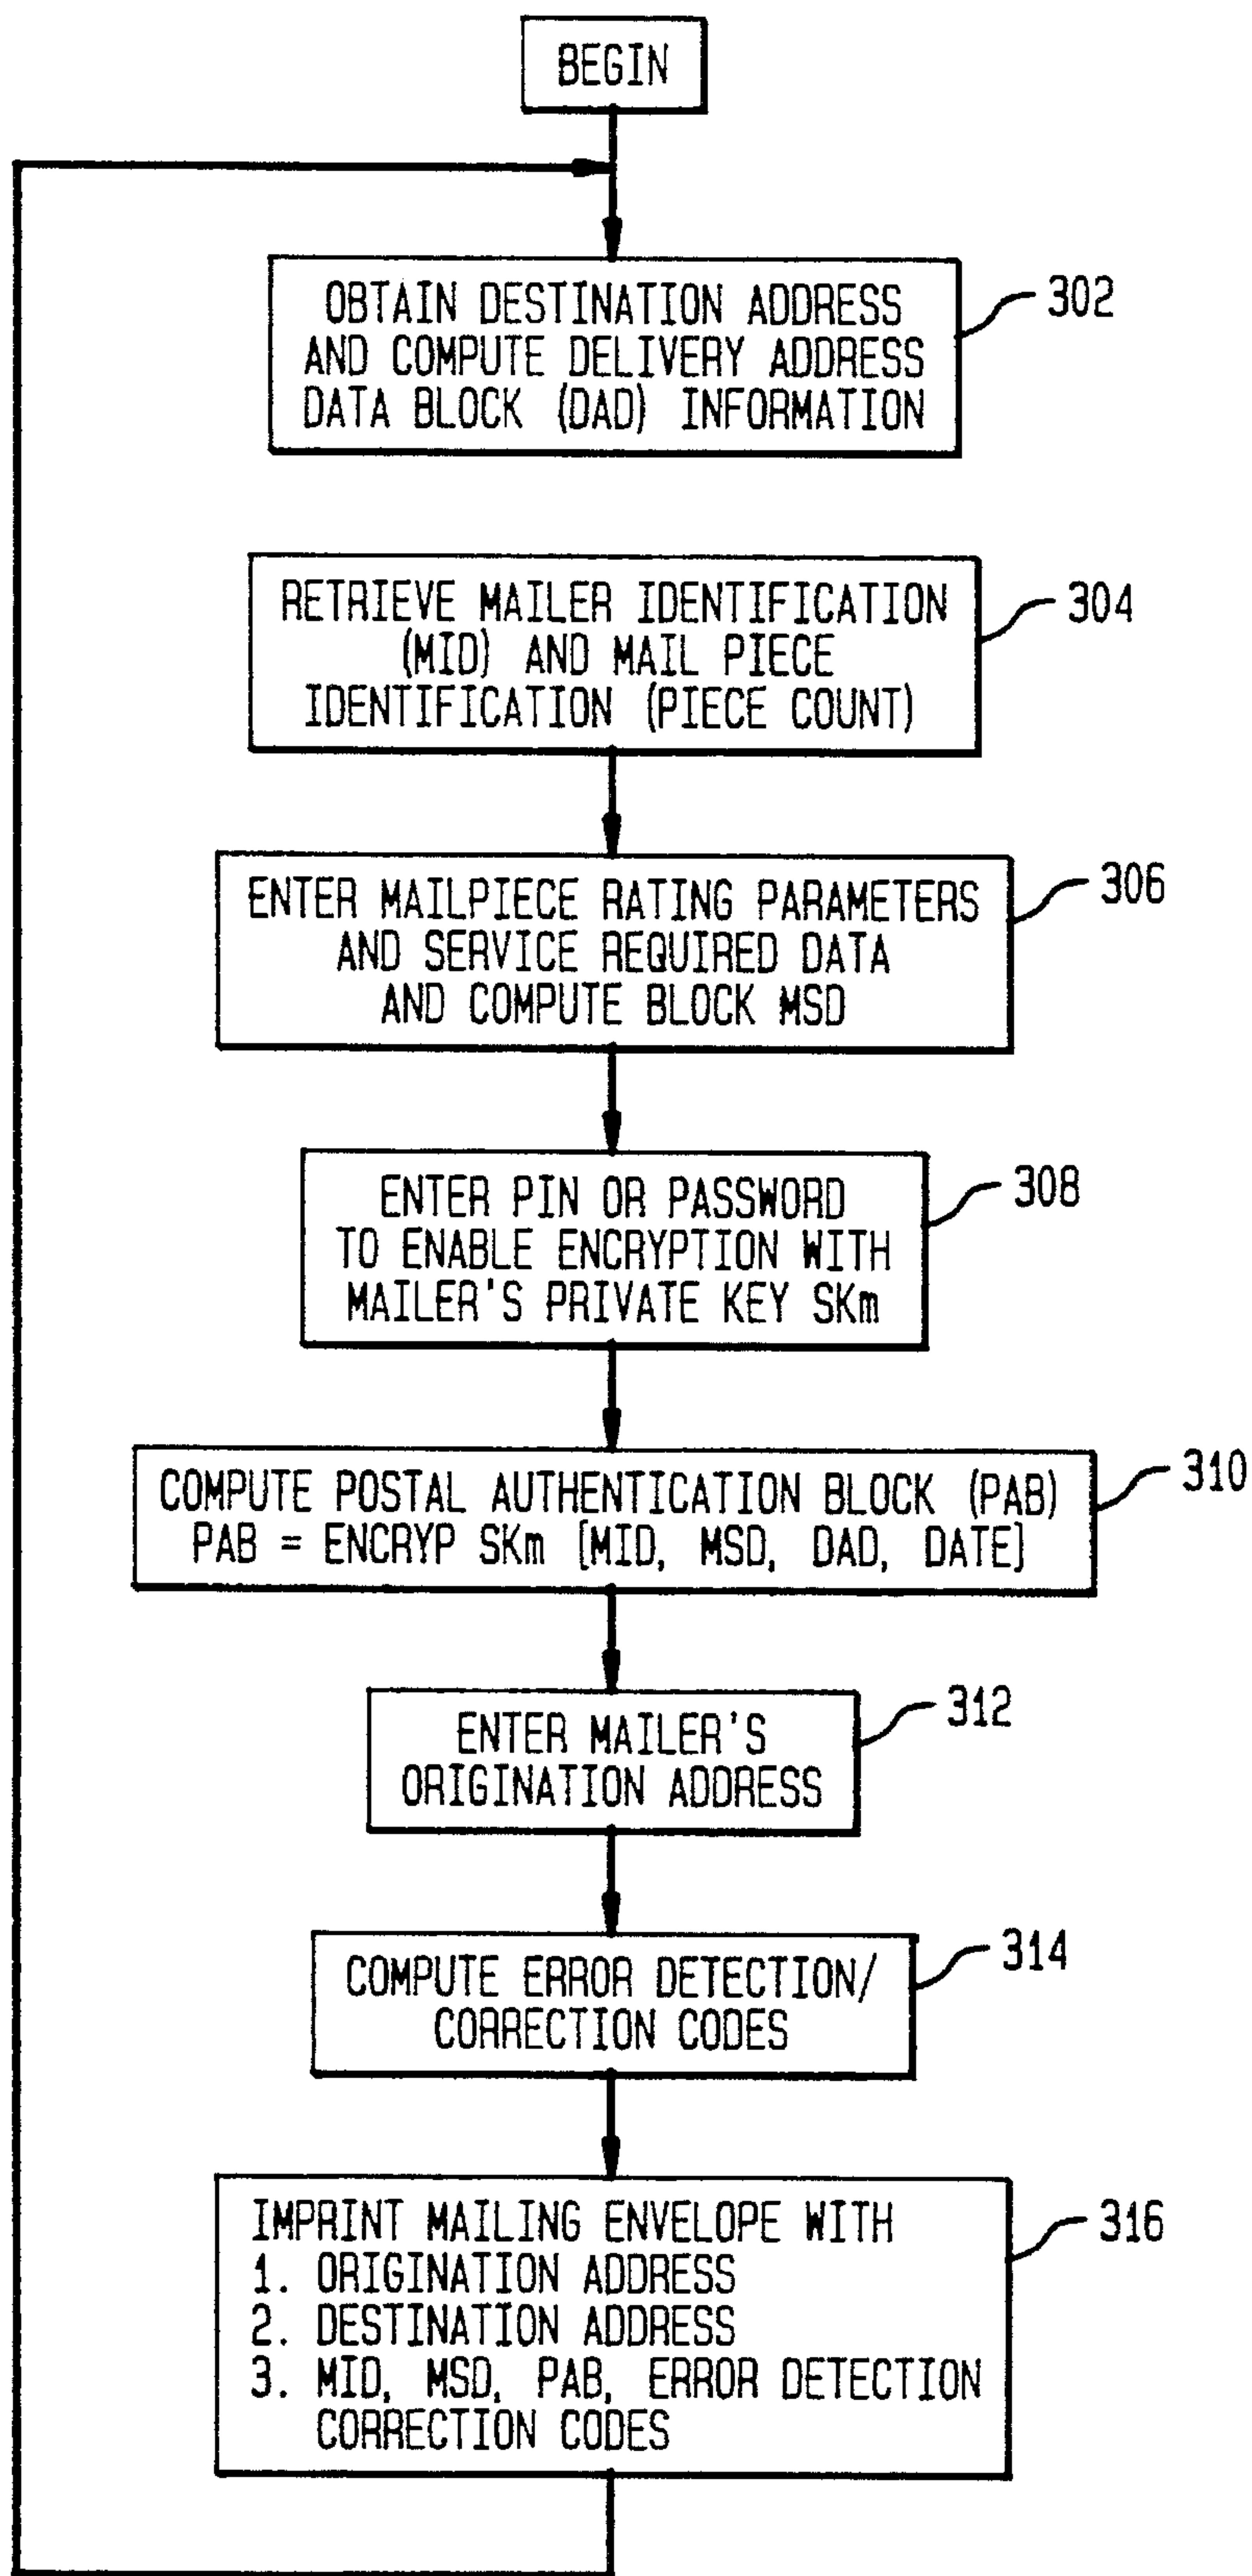 BEGIN
OBTAIN DESTINATION ADDRESS
AND COMPUTE DELIVERY ADDRESS
DATA BLOCK (DAD) INFORMATION
302
RETRIEVE MAILER IDENTIFICATION
(MID) AND MAIL PIECE
IDENTIFICATION (PIECE COUNT)
304
ENTER MAILPIECE RATING PARAMETERS
AND SERVICE REQUIRED DATA
AND COMPUTE BLOCK MSD
306
ENTER PIN OR PASSWORD
TO ENABLE ENCRYPTION WITH
MAILER'S PRIVATE KEY SKm
308
COMPUTE POSTAL AUTHENTICATION BLOCK (PAB)
PAB = ENCRYP SKm [MID, MSD, DAD, DATE]
310
ENTER MAILER'S
ORIGINATION ADDRESS
312
COMPUTE ERROR DETECTION/
CORRECTION CODES
314
IMPRINT MAILING ENVELOPE WITH
1. ORIGINATION ADDRESS
2. DESTINATION ADDRESS
3. MID, MSD, PAB, ERROR DETECTION
CORRECTION CODES
316